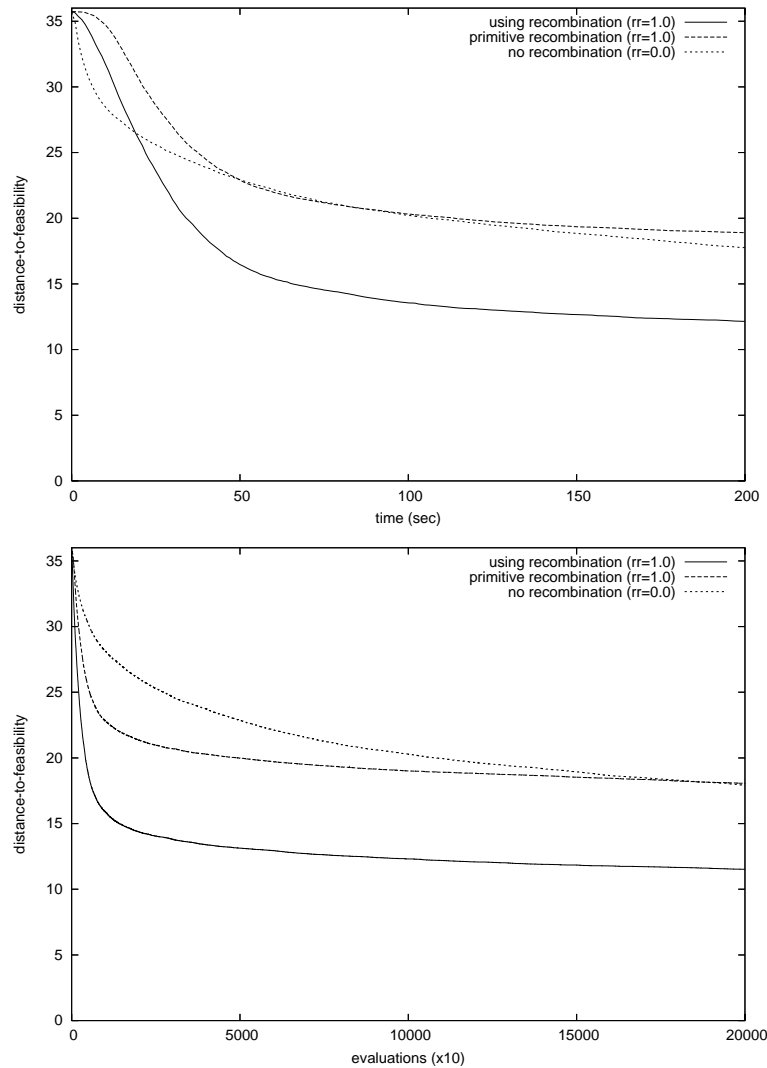 35
30
25
20
15
10
5
0
0
50
100
150
200
distance-to-feasibility
time (sec)
using recombination (rr=1.0)
primitive recombination (rr=1.0)
no recombination (rr=0.0)
35
30
25
20
15
10
5
0
0
5000
10000
15000
20000
distance-to-feasibility
evaluations (x10)
using recombination (rr=1.0)
primitive recombination (rr=1.0)
no recombination (rr=0.0)